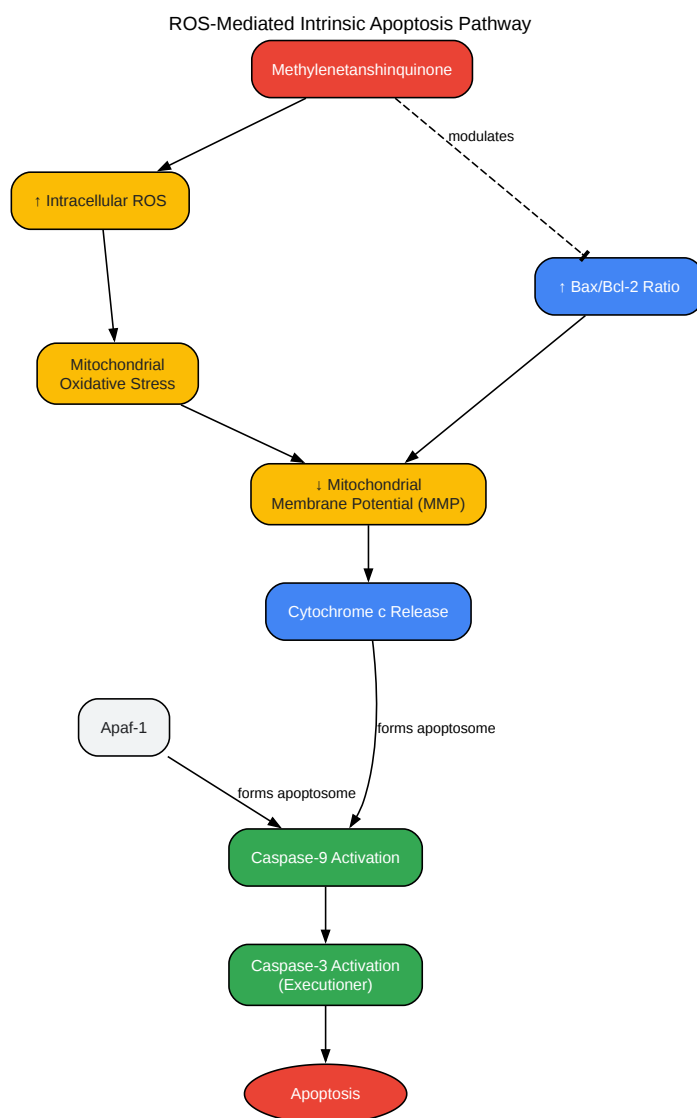 ROS-Mediated Intrinsic Apoptosis Pathway
Methylenetanshinquinone
modulates
↑ Intracellular ROS
↑ Bax/Bcl-2 Ratio
Mitochondrial
Oxidative Stress
↓ Mitochondrial
Membrane Potential (MMP)
Cytochrome c Release
Apaf-1
forms apoptosome
forms apoptosome
Caspase-9 Activation
Caspase-3 Activation
(Executioner)
Apoptosis